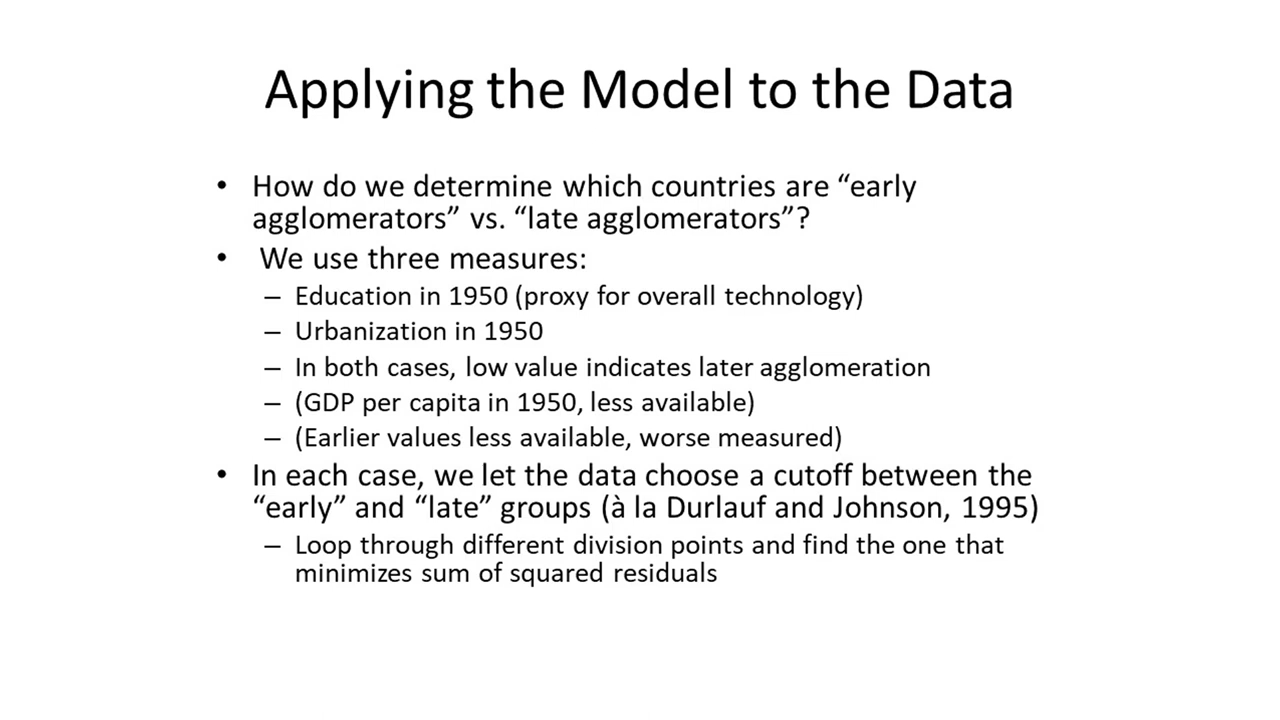 Applying the Model to the Data
• How do we determine which countries are “early
agglomerators” vs. “late agglomerators”?
• We use three measures:
– Education in 1950 (proxy for overall technology)
– Urbanization in 1950
– In both cases, low value indicates later agglomeration
– (GDP per capita in 1950, less available)
– (Earlier values less available, worse measured)
• In each case, we let the data choose a cutoff between the
“early” and “late” groups (à la Durlauf and Johnson, 1995)
– Loop through different division points and find the one that
minimizes sum of squared residuals